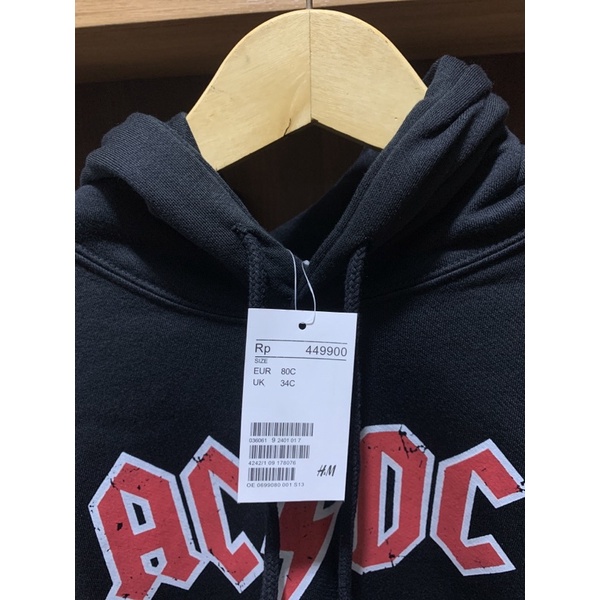 Rp 449900
SIZE
EUR 80C
UK 34C
036061 9 2401 01 7
4242/1 09 178076
H&M
OE 0699080 001 S13
AC DC